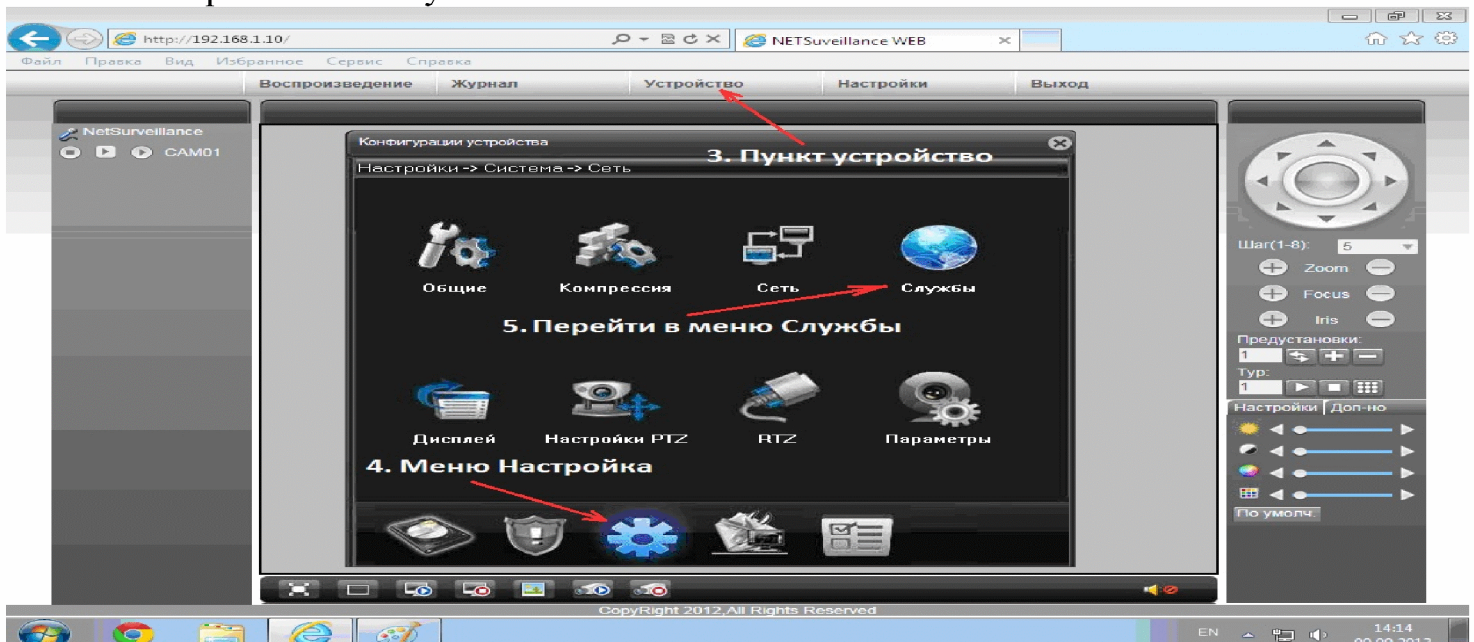 http://192.168.1.10/
NETSuveillance WEB
Файл Правка Вид Избранное Сервис Справка
Воспроизведение Журнал Устройство Настройки Выход
NetSurveillance
CAM01
Конфигурации устройства
3. Пункт устройство
Настройки -> Система -> Сеть
Общие Компрессия Сеть Службы
5. Перейти в меню Службы
Дисплей Настройки PTZ RTZ Параметры
4. Меню Настройка
Шаг(1-8): 5
Zoom
Focus
Iris
Предустановки:
1
Тур:
1
Настройки Доп-но
По умолч.
CopyRight 2012,All Rights Reserved
EN 14:14